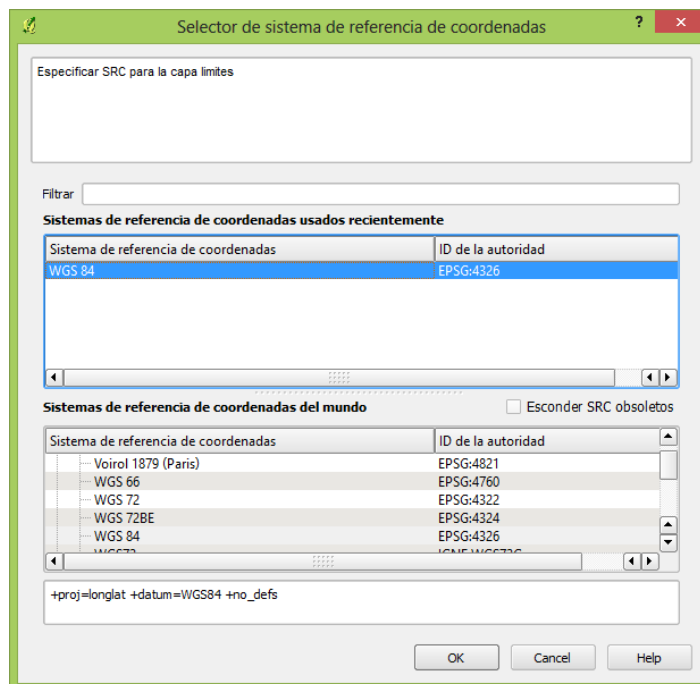 Selector de sistema de referencia de coordenadas
Especificar SRC para la capa limites
Filtrar
Sistemas de referencia de coordenadas usados recientemente
Sistema de referencia de coordenadas ID de la autoridad
WGS 84 EPSG:4326
Sistemas de referencia de coordenadas del mundo Esconder SRC obsoletos
Sistema de referencia de coordenadas ID de la autoridad
Voirol 1879 (Paris) EPSG:4821
WGS 66 EPSG:4760
WGS 72 EPSG:4322
WGS 72BE EPSG:4324
WGS 84 EPSG:4326
+proj=longlat +datum=WGS84 +no_defs
OK Cancel Help